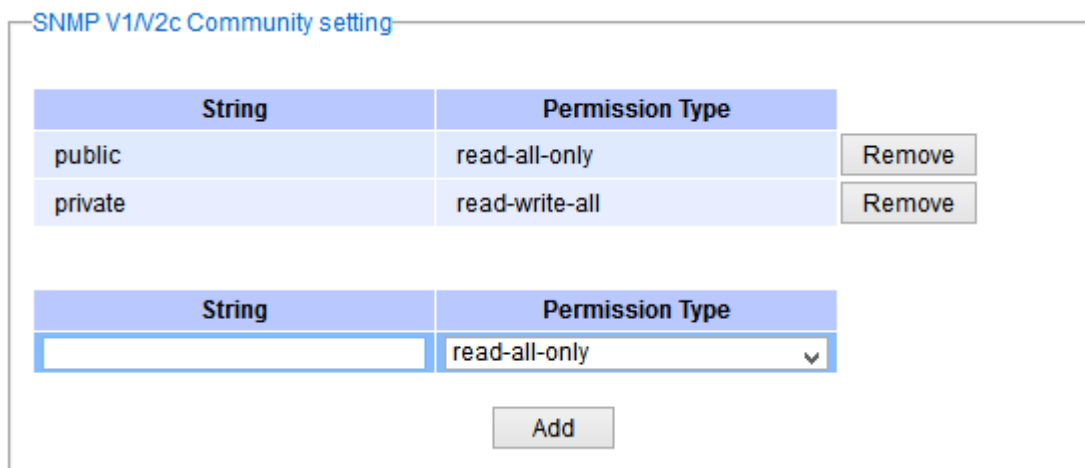 SNMP V1/V2c Community setting
String Permission Type
public read-all-only Remove
private read-write-all Remove
String Permission Type
read-all-only
Add